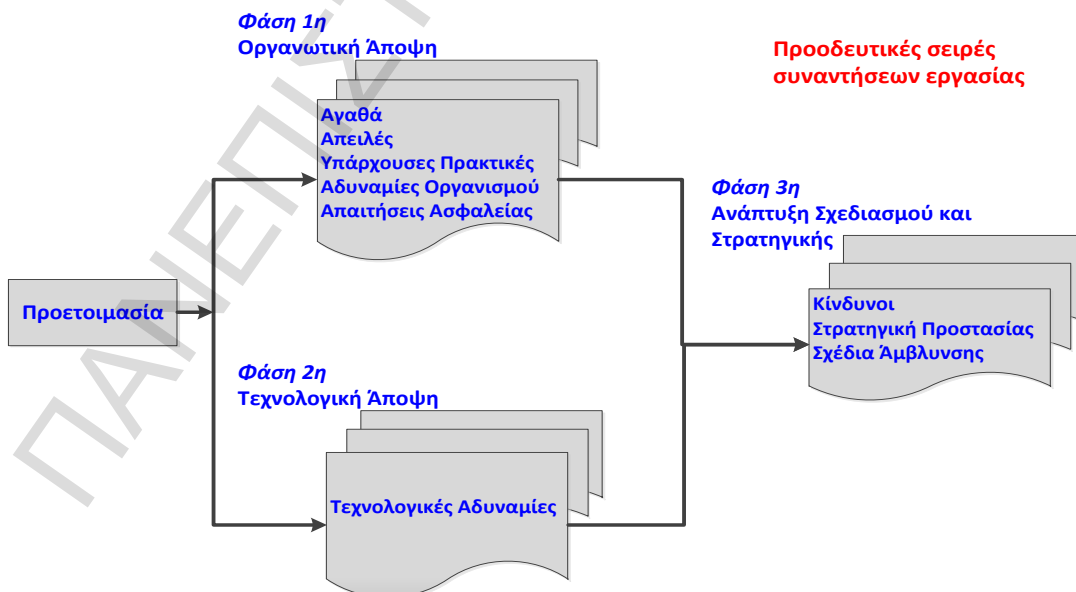 Φάση 1η
Οργανωτική Άποψη
Προοδευτικές σειρές
συναντήσεων εργασίας
Αγαθά
Απειλές
Υπάρχουσες Πρακτικές
Αδυναμίες Οργανισμού
Απαιτήσεις Ασφαλείας
Φάση 3η
Ανάπτυξη Σχεδιασμού και
Στρατηγικής
Προετοιμασία
Κίνδυνοι
Στρατηγική Προστασίας
Σχέδια Άμβλυνσης
Φάση 2η
Τεχνολογική Άποψη
Τεχνολογικές Αδυναμίες